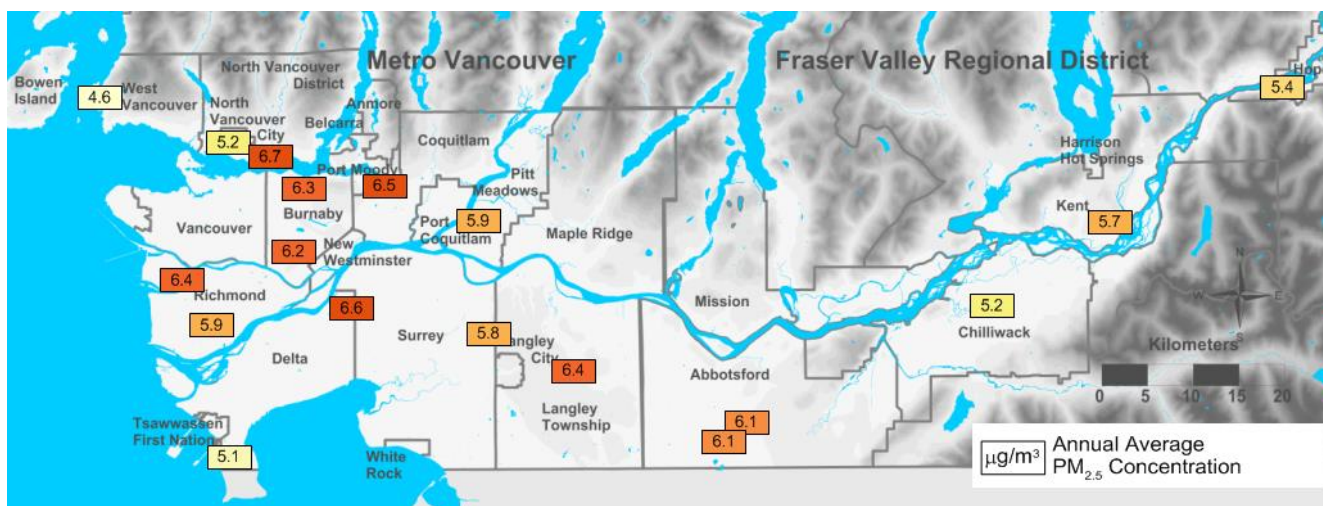 Metro Vancouver
Fraser Valley Regional District
Bowen
Island
4.6
West
Vancouver
North Vancouver
District
North
Vancouver
City
5.2
6.7
Anmore
Belcarra
Port Moody
6.3
6.5
Burnaby
Coquitlam
Pitt
Meadows
5.9
Port
Coquitlam
Maple Ridge
Vancouver
6.2
New
Westminster
6.4
Richmond
5.9
6.6
Delta
Surrey
5.8
Langley
City
6.4
Langley
Township
Mission
Abbotsford
6.1
6.1
Tsawwassen
First Nation
5.1
White
Rock
Hope
5.4
Harrison
Hot Springs
Kent
5.7
5.2
Chilliwack
N
W
E
S
Kilometers
0
5
10
15
20
μg/m³
Annual Average
PM2.5 Concentration